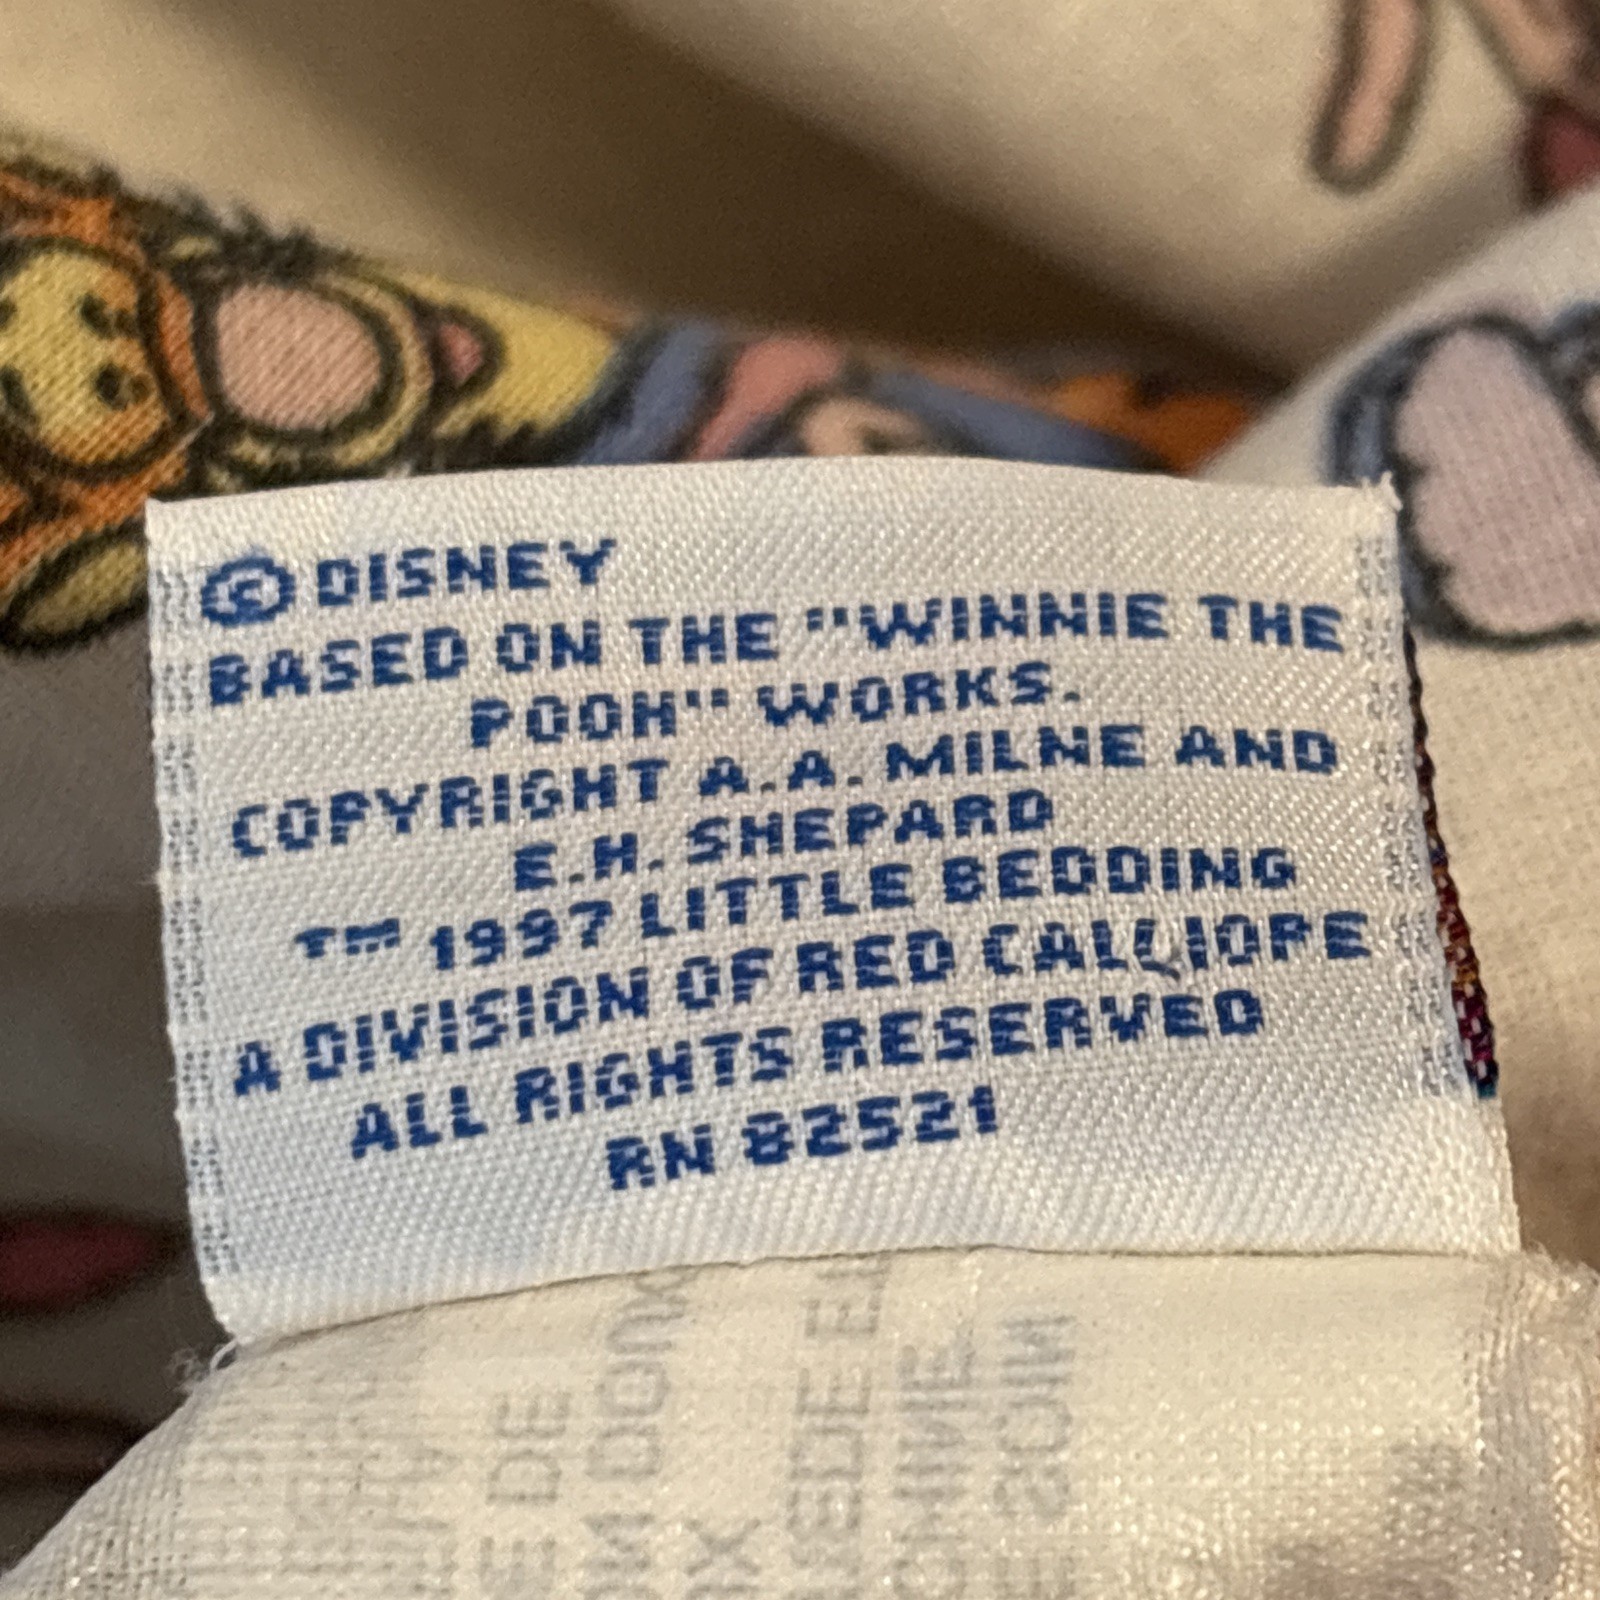 © DISNEY
BASED ON THE "WINNIE THE
POOH" WORKS.
COPYRIGHT A.A. MILNE AND
E.H. SHEPARD
™ 1997 LITTLE BEDDING
A DIVISION OF RED CALLIOPE
ALL RIGHTS RESERVED
RN 82521
DE